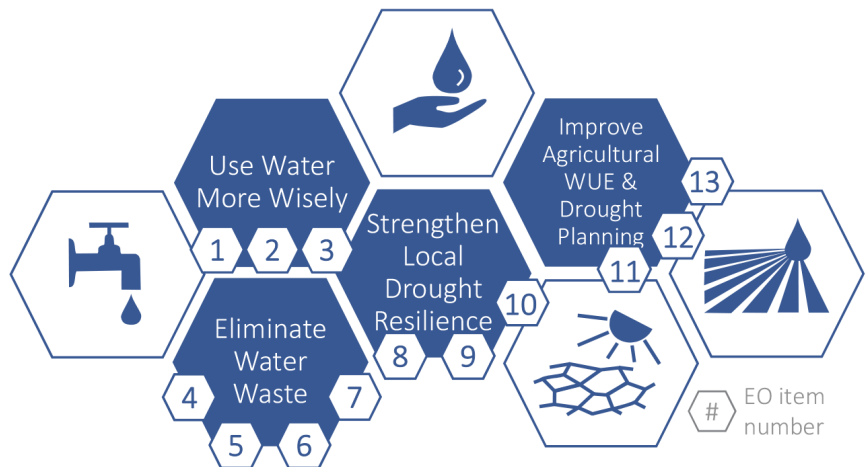 Use Water
More Wisely
1
2
3
Eliminate
Water
Waste
4
5
6
7
Strengthen
Local
Drought
Resilience
8
9
10
Improve
Agricultural
WUE &
Drought
Planning
11
12
13
#
EO item
number